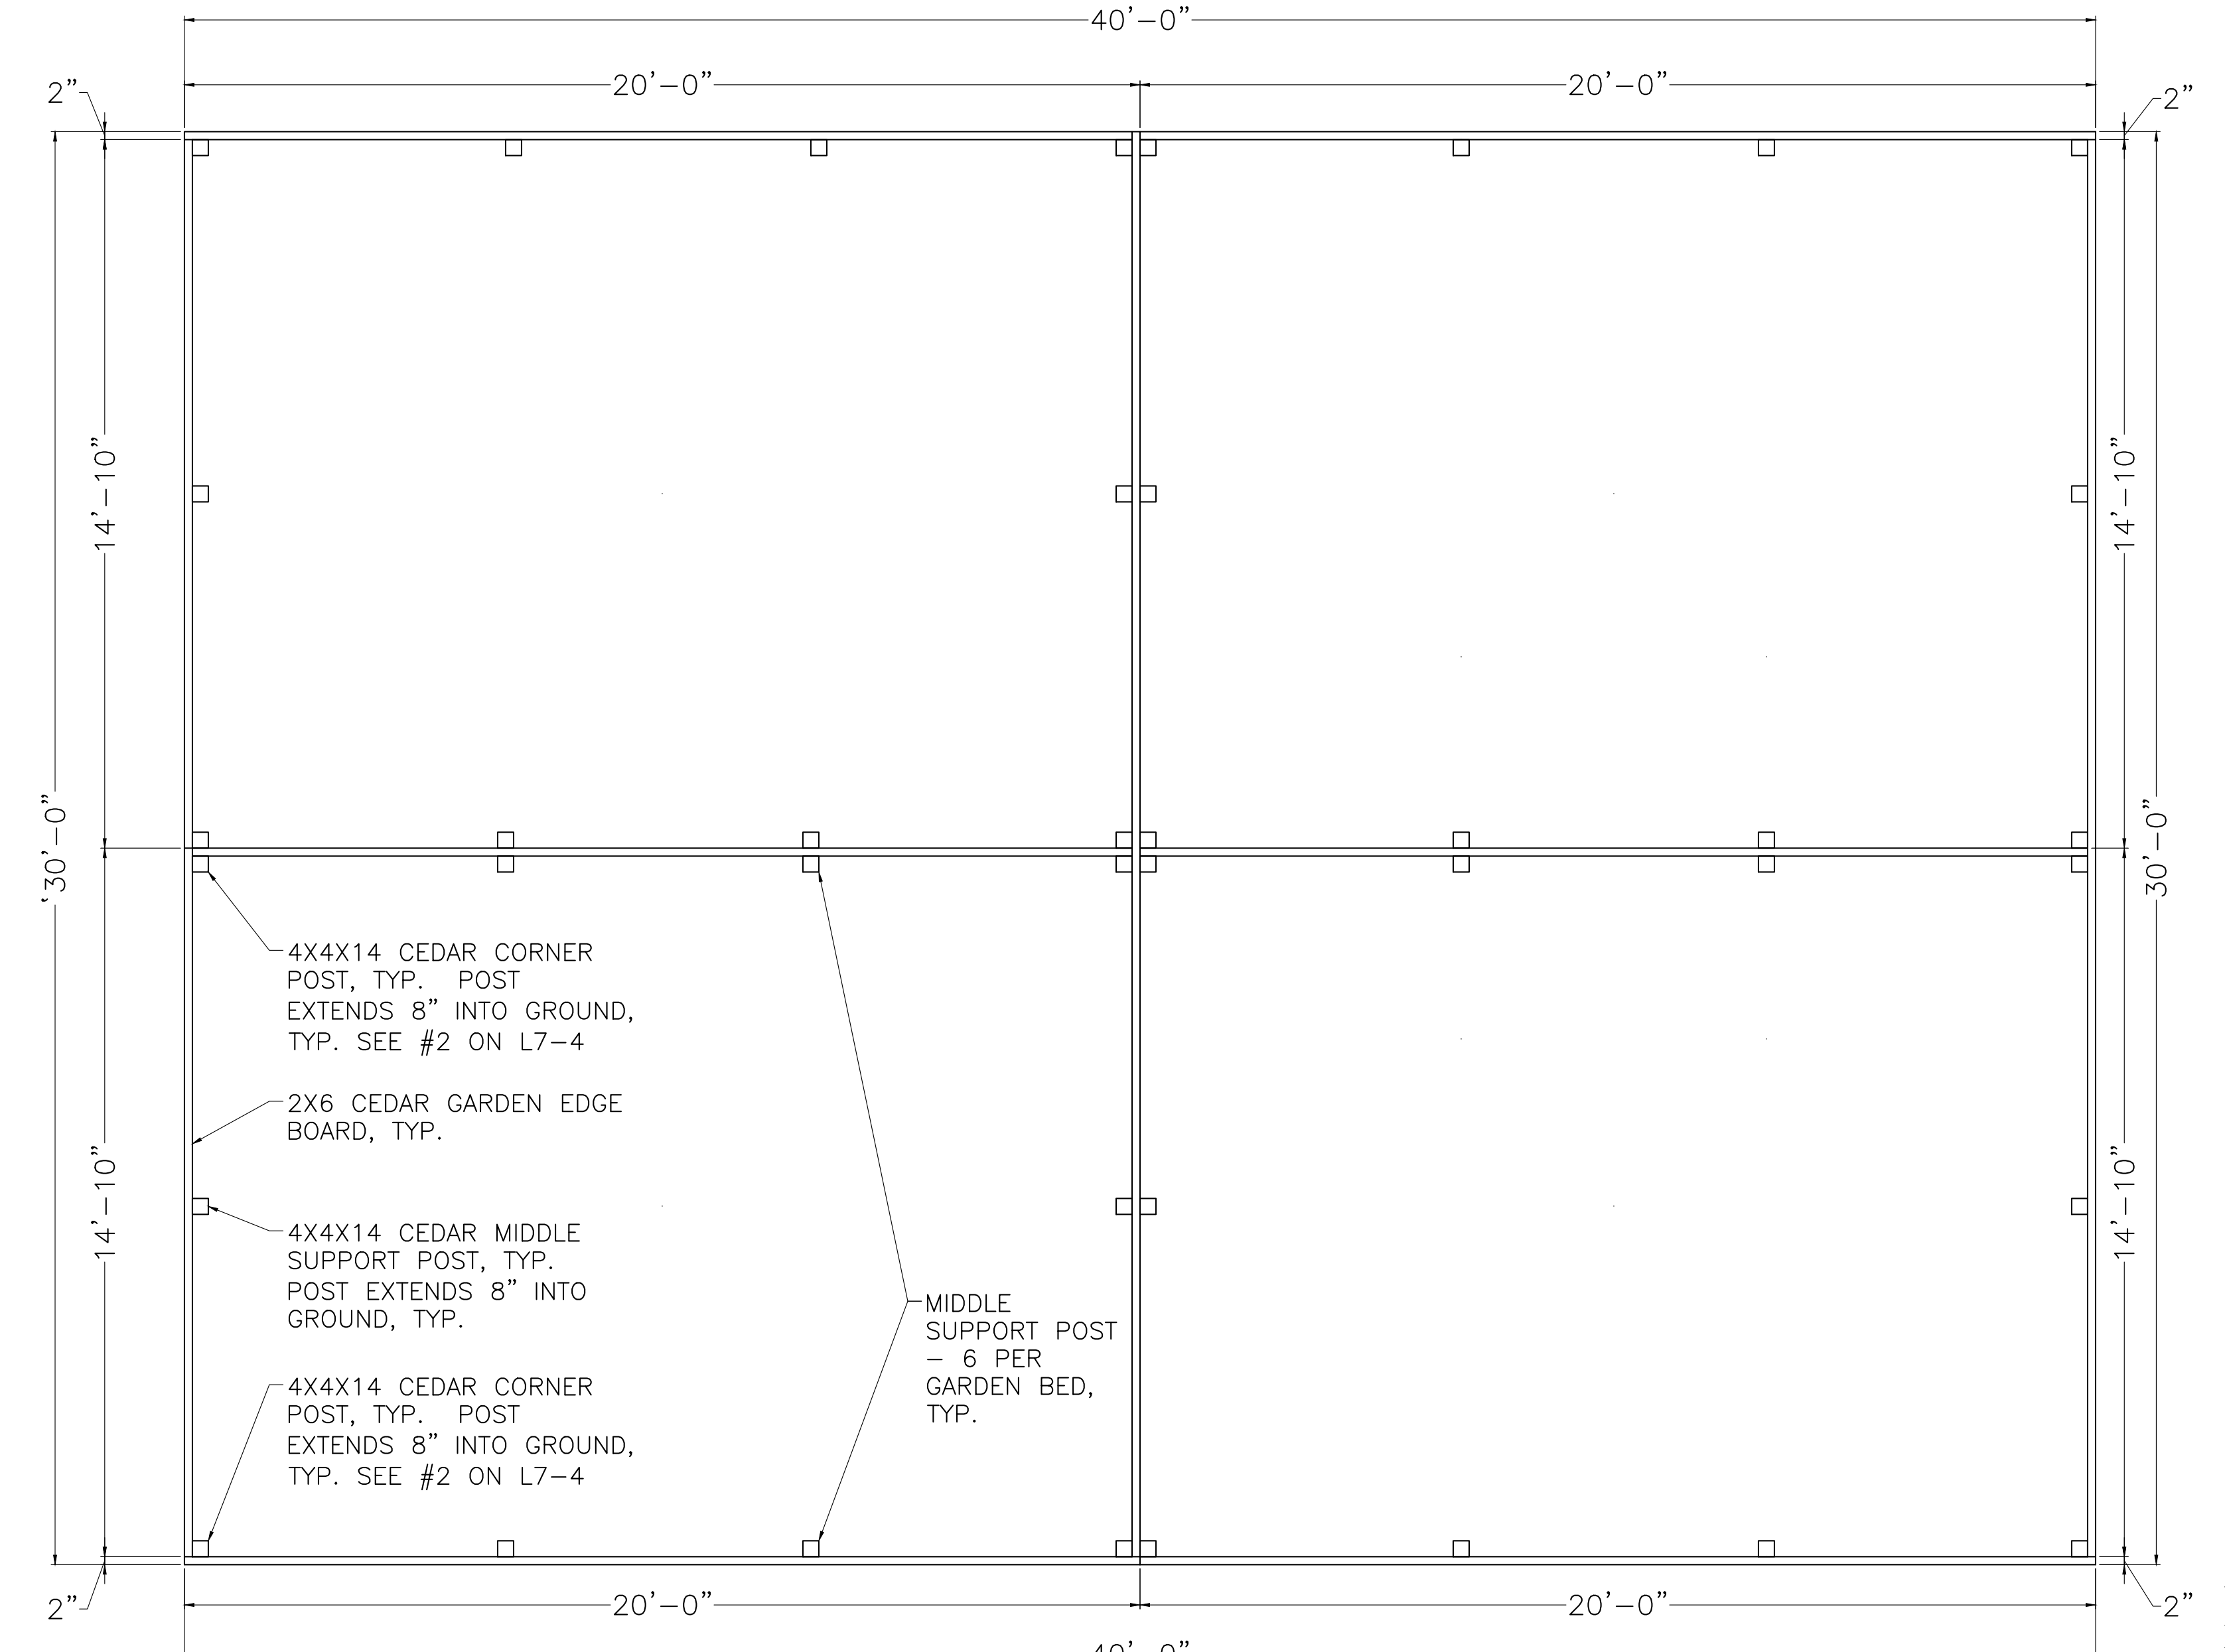 40'-0"
20'-0"
20'-0"
2"
2"
14'-10"
14'-10"
'30'-0"
30'-0"
4X4X14 CEDAR CORNER
POST, TYP. POST
EXTENDS 8" INTO GROUND,
TYP. SEE #2 ON L7-4
2X6 CEDAR GARDEN EDGE
BOARD, TYP.
14'-10"
14'-10"
4X4X14 CEDAR MIDDLE
SUPPORT POST, TYP.
POST EXTENDS 8" INTO
GROUND, TYP.
MIDDLE
SUPPORT POST
- 6 PER
GARDEN BED,
TYP.
4X4X14 CEDAR CORNER
POST, TYP. POST
EXTENDS 8" INTO GROUND,
TYP. SEE #2 ON L7-4
2"
20'-0"
20'-0"
2"
40'-0"